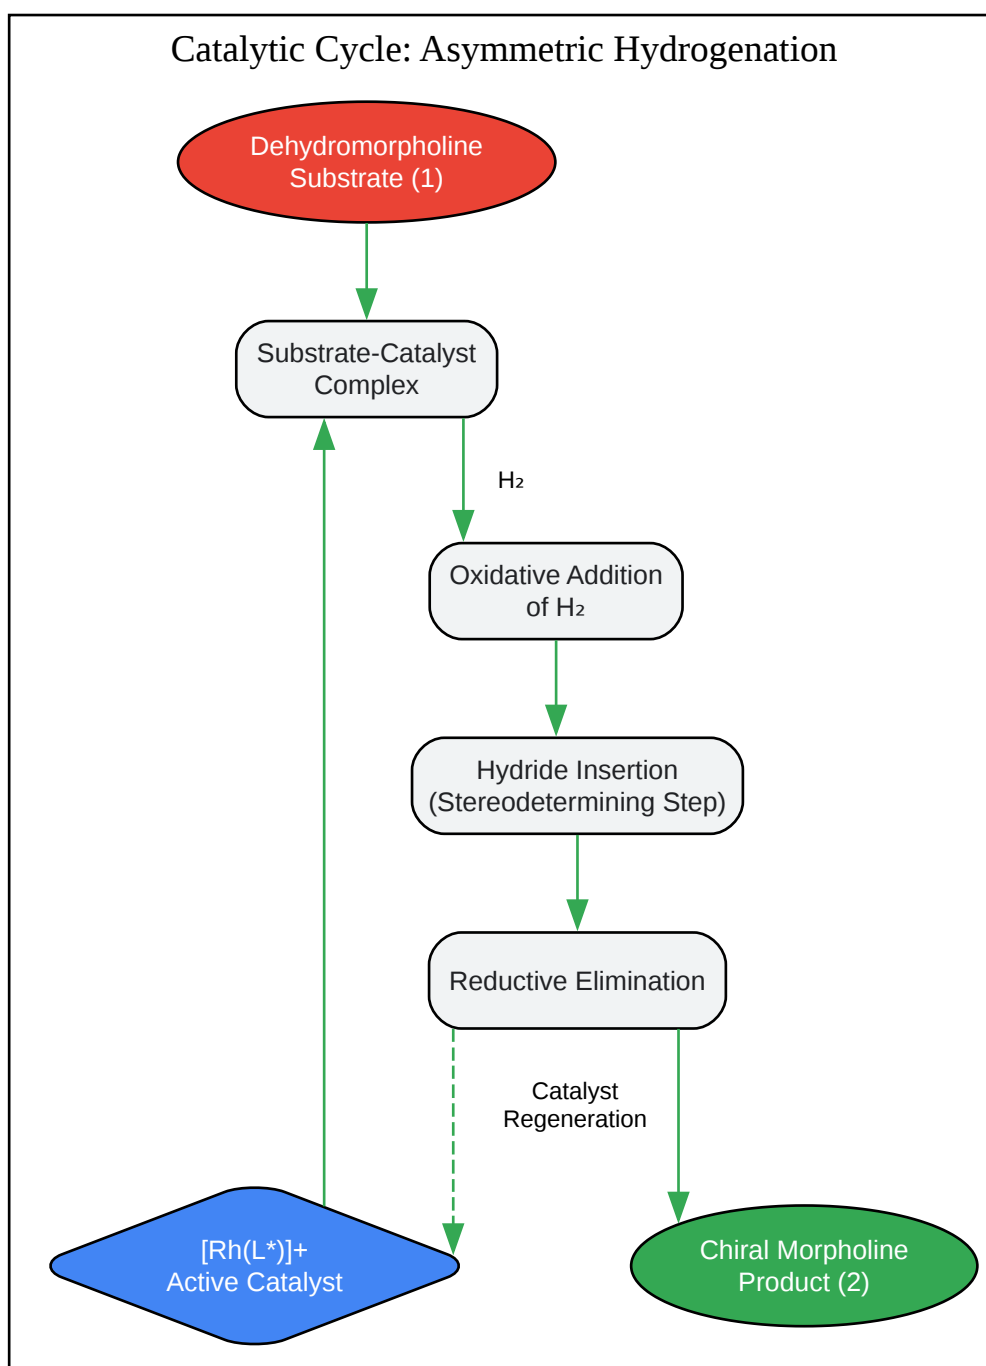 Catalytic Cycle: Asymmetric Hydrogenation
Dehydromorpholine
Substrate (1)
Substrate-Catalyst
Complex
H₂
Oxidative Addition
of H₂
Hydride Insertion
(Stereodetermining Step)
Reductive Elimination
Catalyst
Regeneration
[Rh(L*)]+
Active Catalyst
Chiral Morpholine
Product (2)